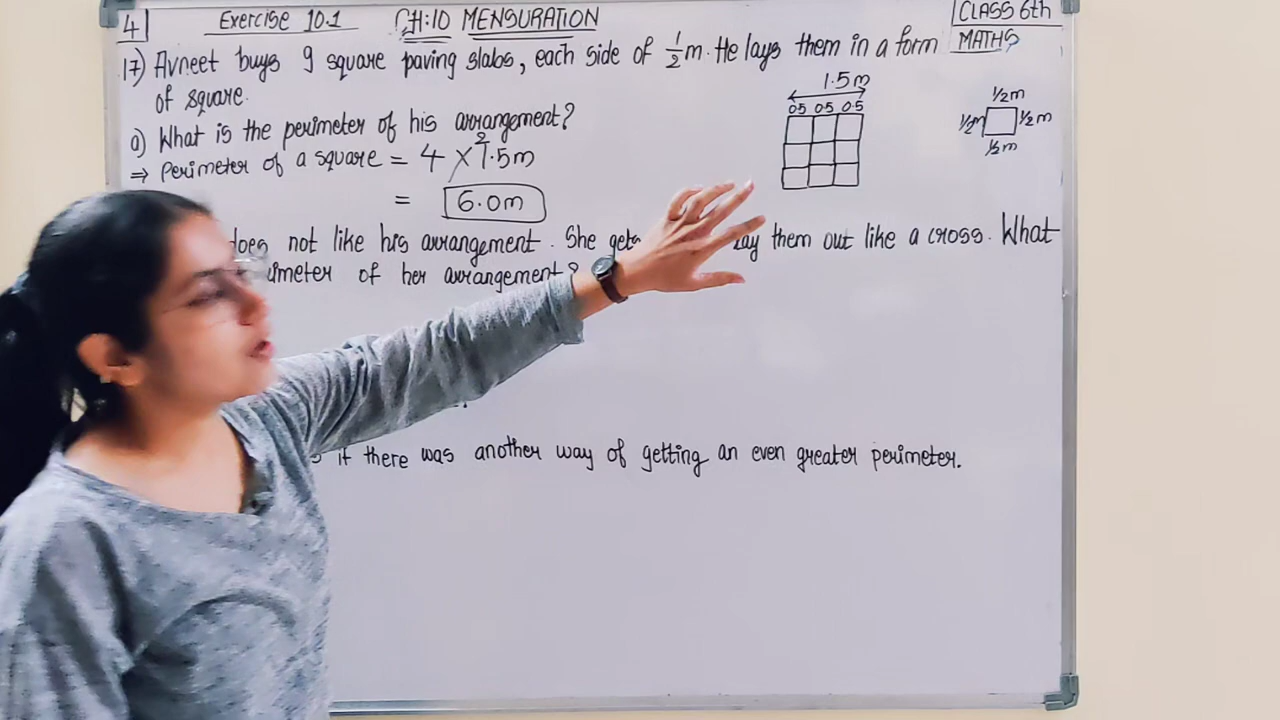 4 Exercise 10.1 CH:10 MENSURATION CLASS 6th
MATHS
17) Avneet buys 9 square paving slabs, each side of 1/2 m. He lays them in a form
of square.
1.5m
0.5 0.5 0.5
1/2m
1/2m 1/2m
1/2m
a) What is the perimeter of his arrangement?
⇒ Perimeter of a square = 4 × 1.5m
2
= 6.0m
does not like his arrangement. She gets lay them out like a cross. What
of her arrangement?
if there was another way of getting an even greater perimeter.